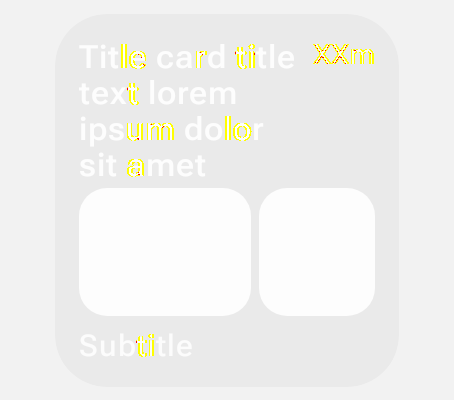 Title card title
XXm
text lorem
ipsum dolor
sit amet
Subtitle